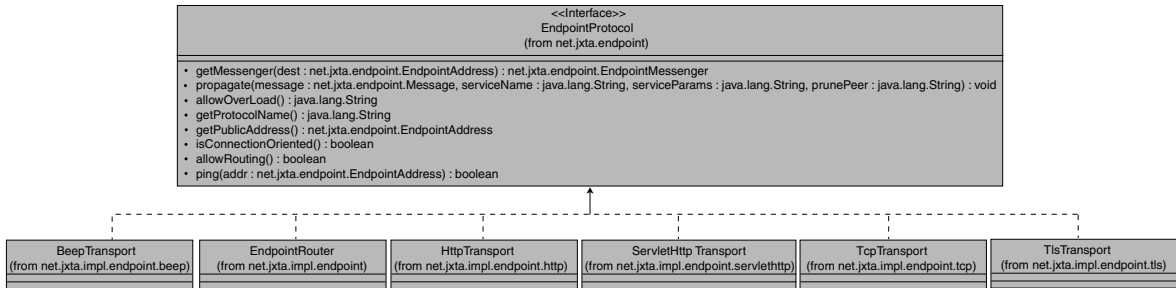 <<Interface>>
EndpointProtocol
(from net.jxta.endpoint)
• getMessenger(dest : net.jxta.endpoint.EndpointAddress) : net.jxta.endpoint.EndpointMessenger
• propagate(message : net.jxta.endpoint.Message, serviceName : java.lang.String, serviceParams : java.lang.String, prunePeer : java.lang.String) : void
• allowOverLoad() : java.lang.String
• getProtocolName() : java.lang.String
• getPublicAddress() : net.jxta.endpoint.EndpointAddress
• isConnectionOriented() : boolean
• allowRouting() : boolean
• ping(addr : net.jxta.endpoint.EndpointAddress) : boolean
BeepTransport
(from net.jxta.impl.endpoint.beep)
EndpointRouter
(from net.jxta.impl.endpoint)
HttpTransport
(from net.jxta.impl.endpoint.http)
ServletHttp Transport
(from net.jxta.impl.endpoint.servlethttp)
TcpTransport
(from net.jxta.impl.endpoint.tcp)
TlsTransport
(from net.jxta.impl.endpoint.tls)